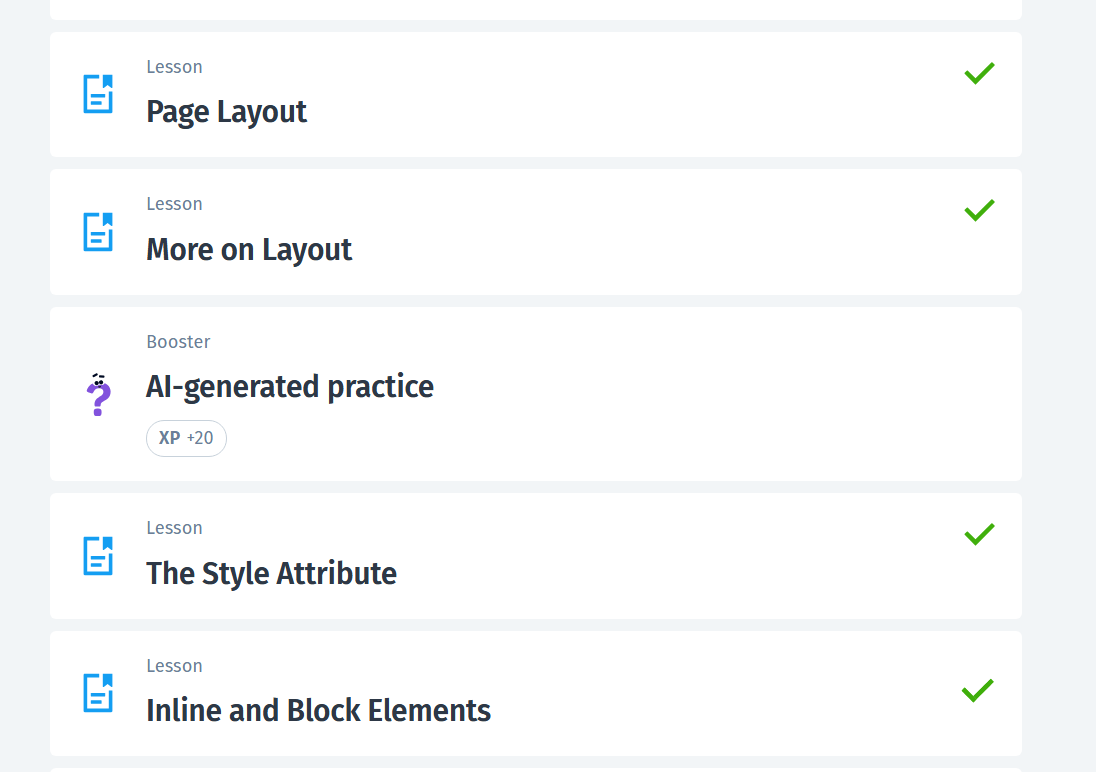 Lesson
Page Layout
Lesson
More on Layout
Booster
AI-generated practice
XP +20
Lesson
The Style Attribute
Lesson
Inline and Block Elements